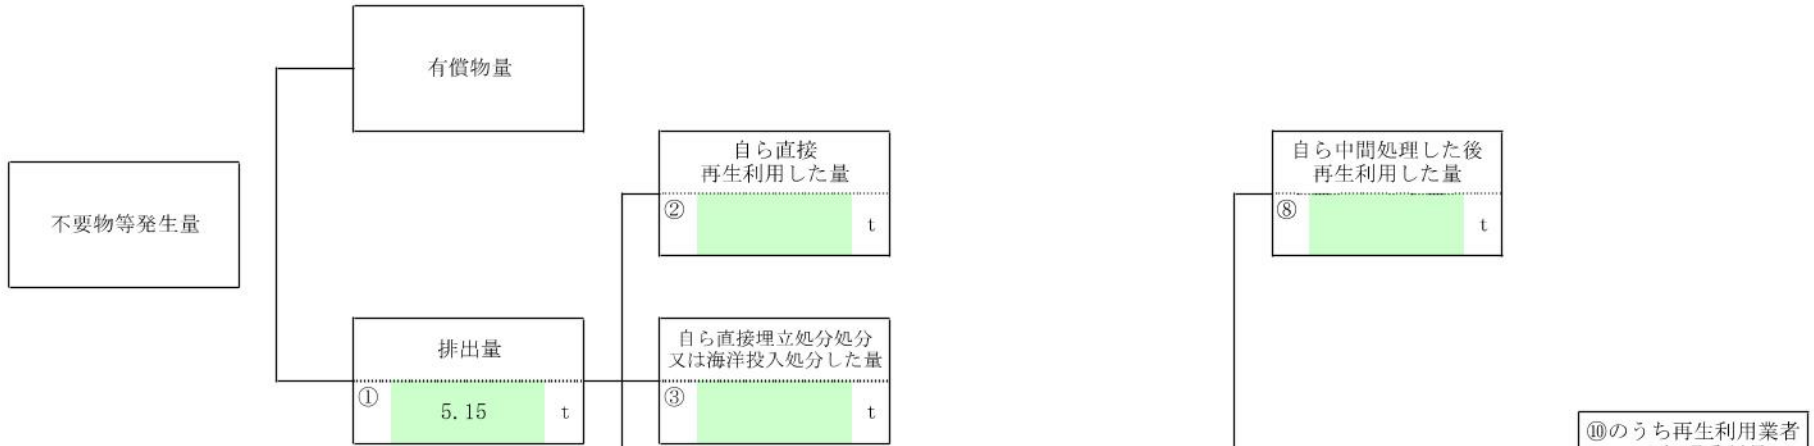 有償物量
自ら直接
再生利用した量
②
t
自ら中間処理した後
再生利用した量
⑧
t
不要物等発生量
排出量
①
5.15
t
自ら直接埋立処分処分
又は海洋投入処分した量
③
t
⑩のうち再生利用業者